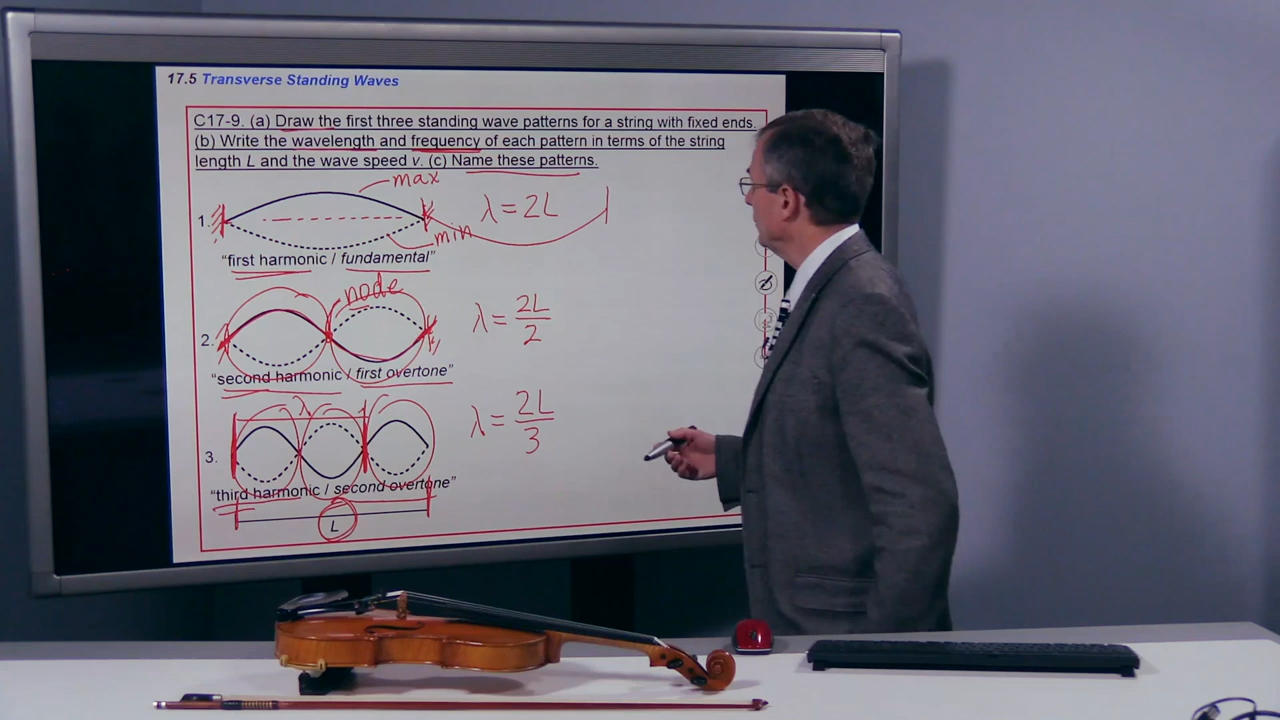 17.5 Transverse Standing Waves
C17-9. (a) Draw the first three standing wave patterns for a string with fixed ends.
(b) Write the wavelength and frequency of each pattern in terms of the string
length L and the wave speed v. (c) Name these patterns.
max
1.
λ = 2L
min
"first harmonic / fundamental"
node
2.
λ = 2L/2
"second harmonic / first overtone"
λ
λ = 2L/3
3.
"third harmonic / second overtone"
L